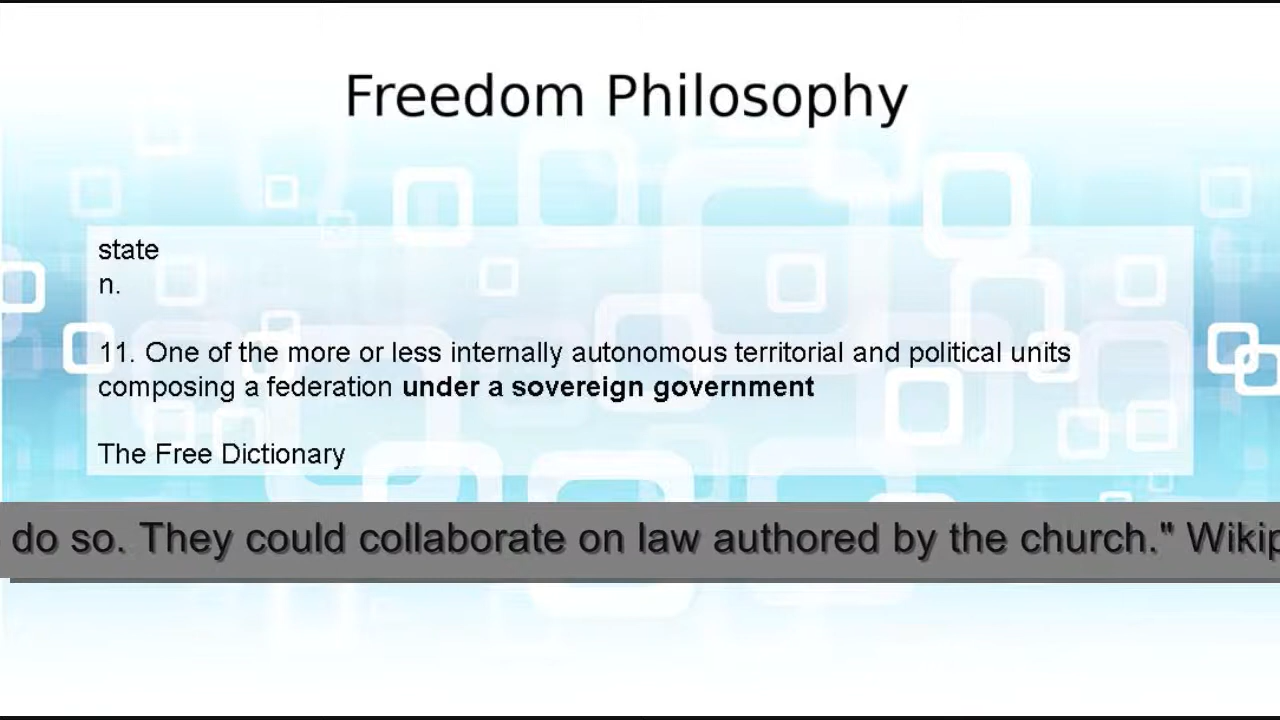 Freedom Philosophy
state
n.
11. One of the more or less internally autonomous territorial and political units
composing a federation under a sovereign government
The Free Dictionary
do so. They could collaborate on law authored by the church." Wikip